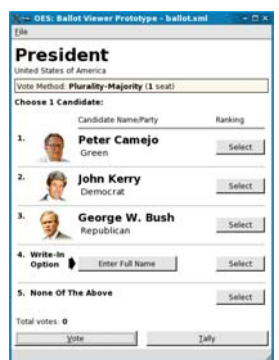 OES: Ballot Viewer Prototype - ballot.xml
File
President
United States of America
Vote Method: Plurality-Majority (1 seat)
Choose 1 Candidate:
Candidate Name/Party Ranking
1. Peter Camejo Select
Green
2. John Kerry Select
Democrat
3. George W. Bush Select
Republican
4. Write-In Option Enter Full Name Select
5. None Of The Above Select
Total votes: 0
Vote Tally